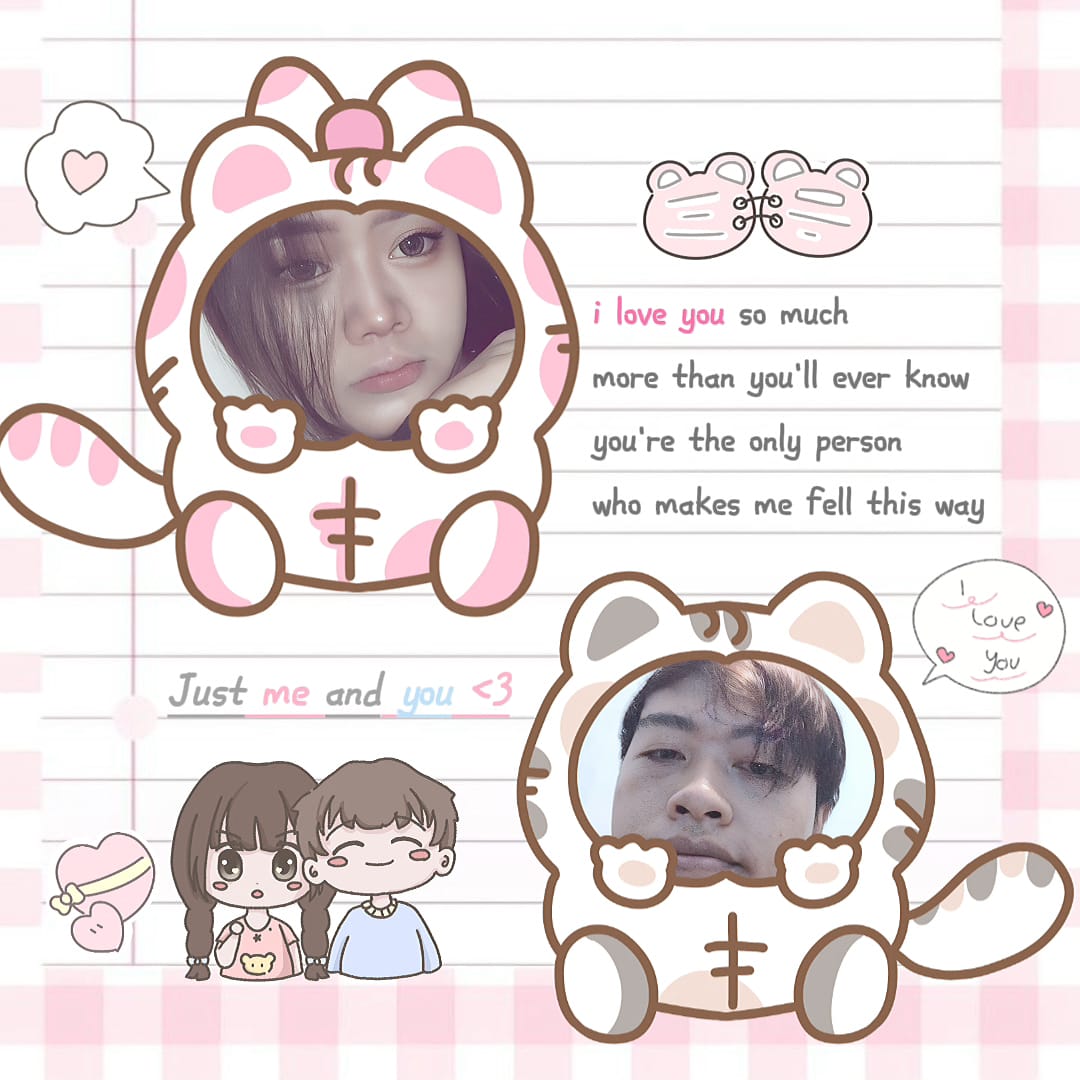 i love you so much
more than you'll ever know
you're the only person
who makes me fell this way
I
Love
You
Just me and you <3